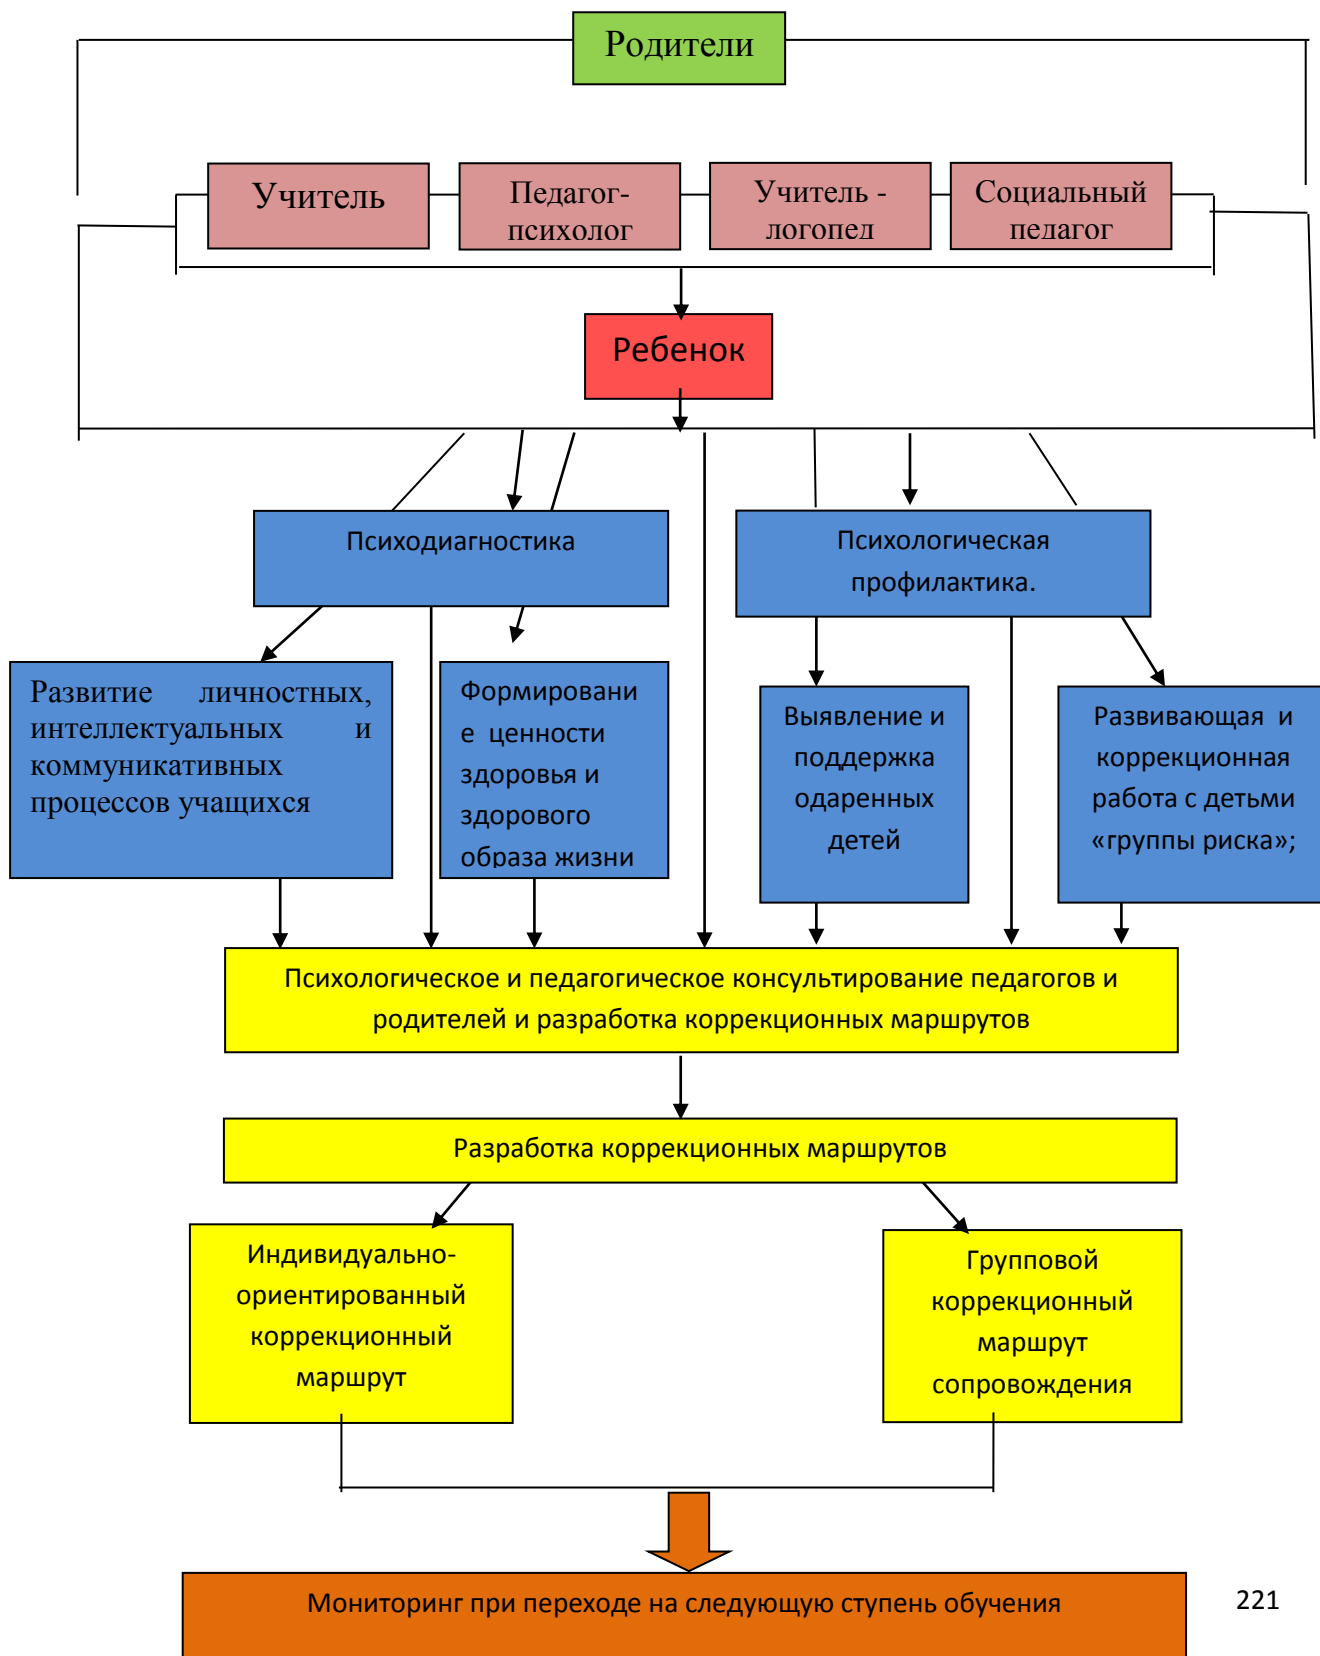 Родители
Учитель
Педагог-
психолог
Учитель -
логопед
Социальный
педагог
Ребенок
Психодиагностика
Психологическая
профилактика.
Развитие личностных,
интеллектуальных и
коммуникативных
процессов учащихся
Формировани
е ценности
здоровья и
здорового
образа жизни
Выявление и
поддержка
одаренных
детей
Развивающая и
коррекционная
работа с детьми
«группы риска»;
Психологическое и педагогическое консультирование педагогов и
родителей и разработка коррекционных маршрутов
Разработка коррекционных маршрутов
Индивидуально-
ориентированный
коррекционный
маршрут
Групповой
коррекционный
маршрут
сопровождения
Мониторинг при переходе на следующую ступень обучения
221